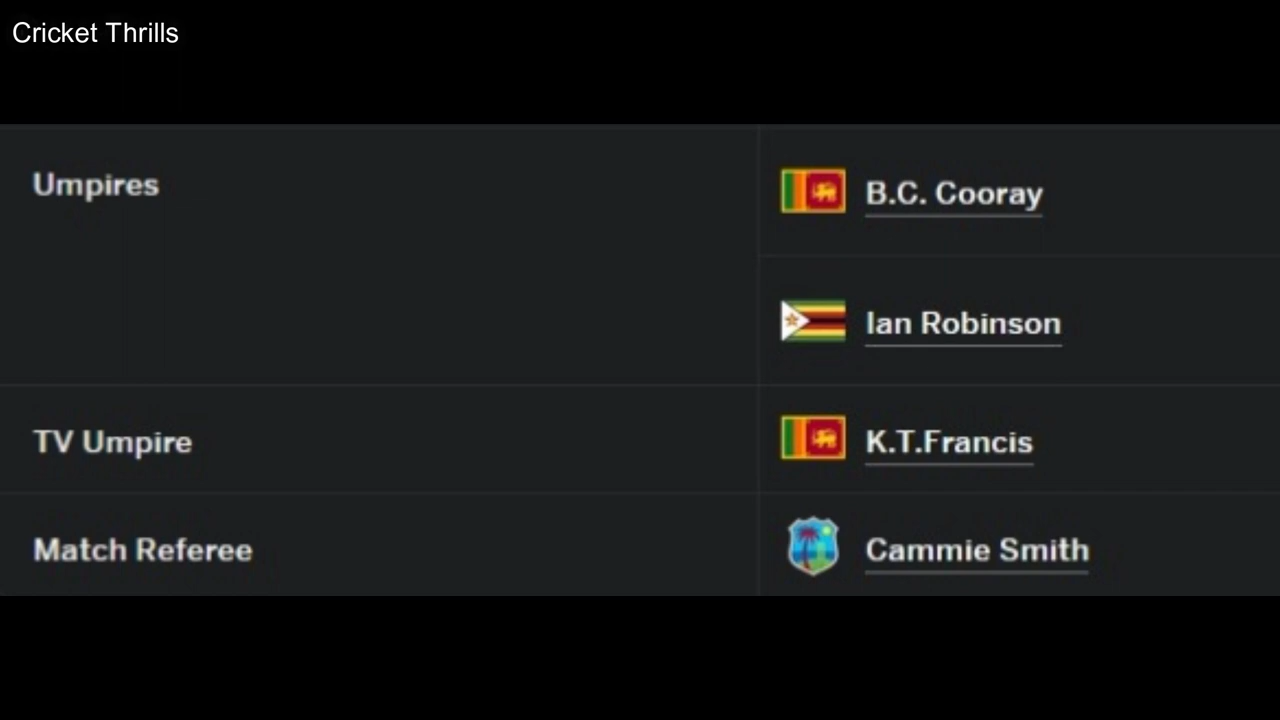 Cricket Thrills
Umpires
B.C. Cooray
Ian Robinson
TV Umpire
K.T.Francis
Match Referee
Cammie Smith